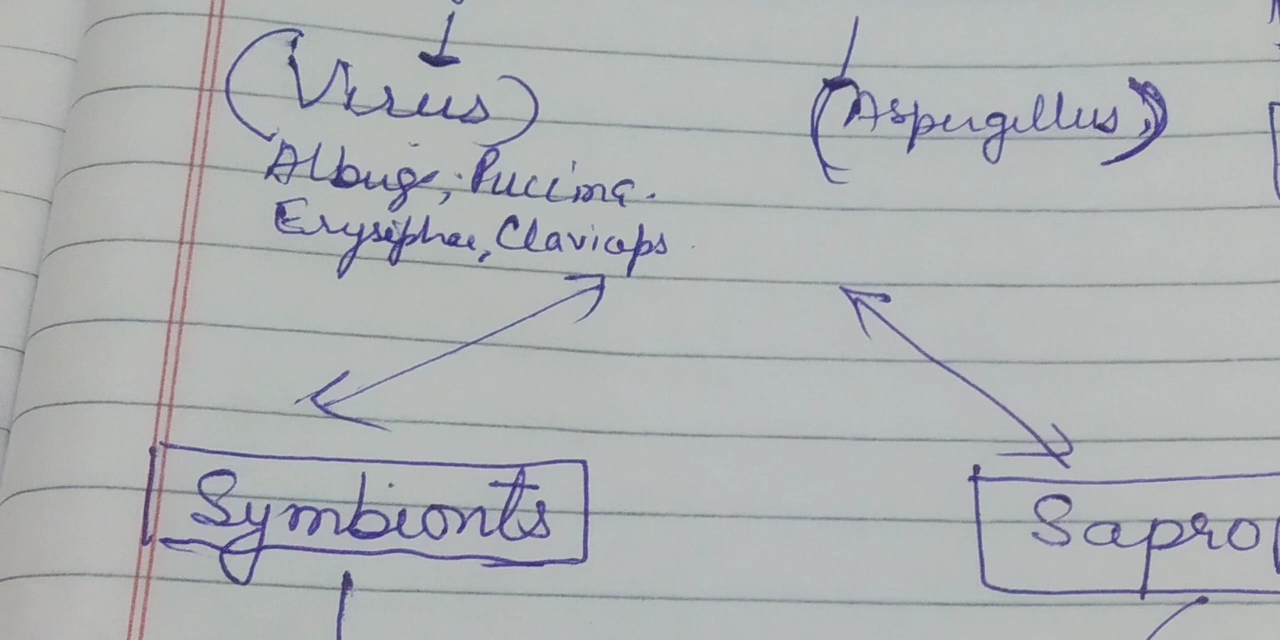 (Virus)
(Aspergillus)
Albugo, Puccinia.
Erysiphae, Claviceps
Symbionts
Sapro